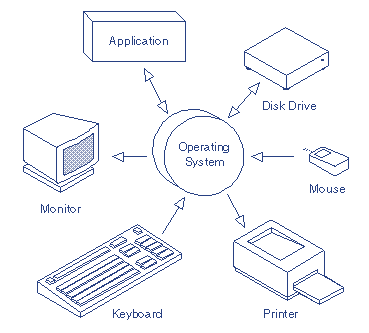 Application
Disk Drive
Operating
System
Mouse
Monitor
Keyboard
Printer